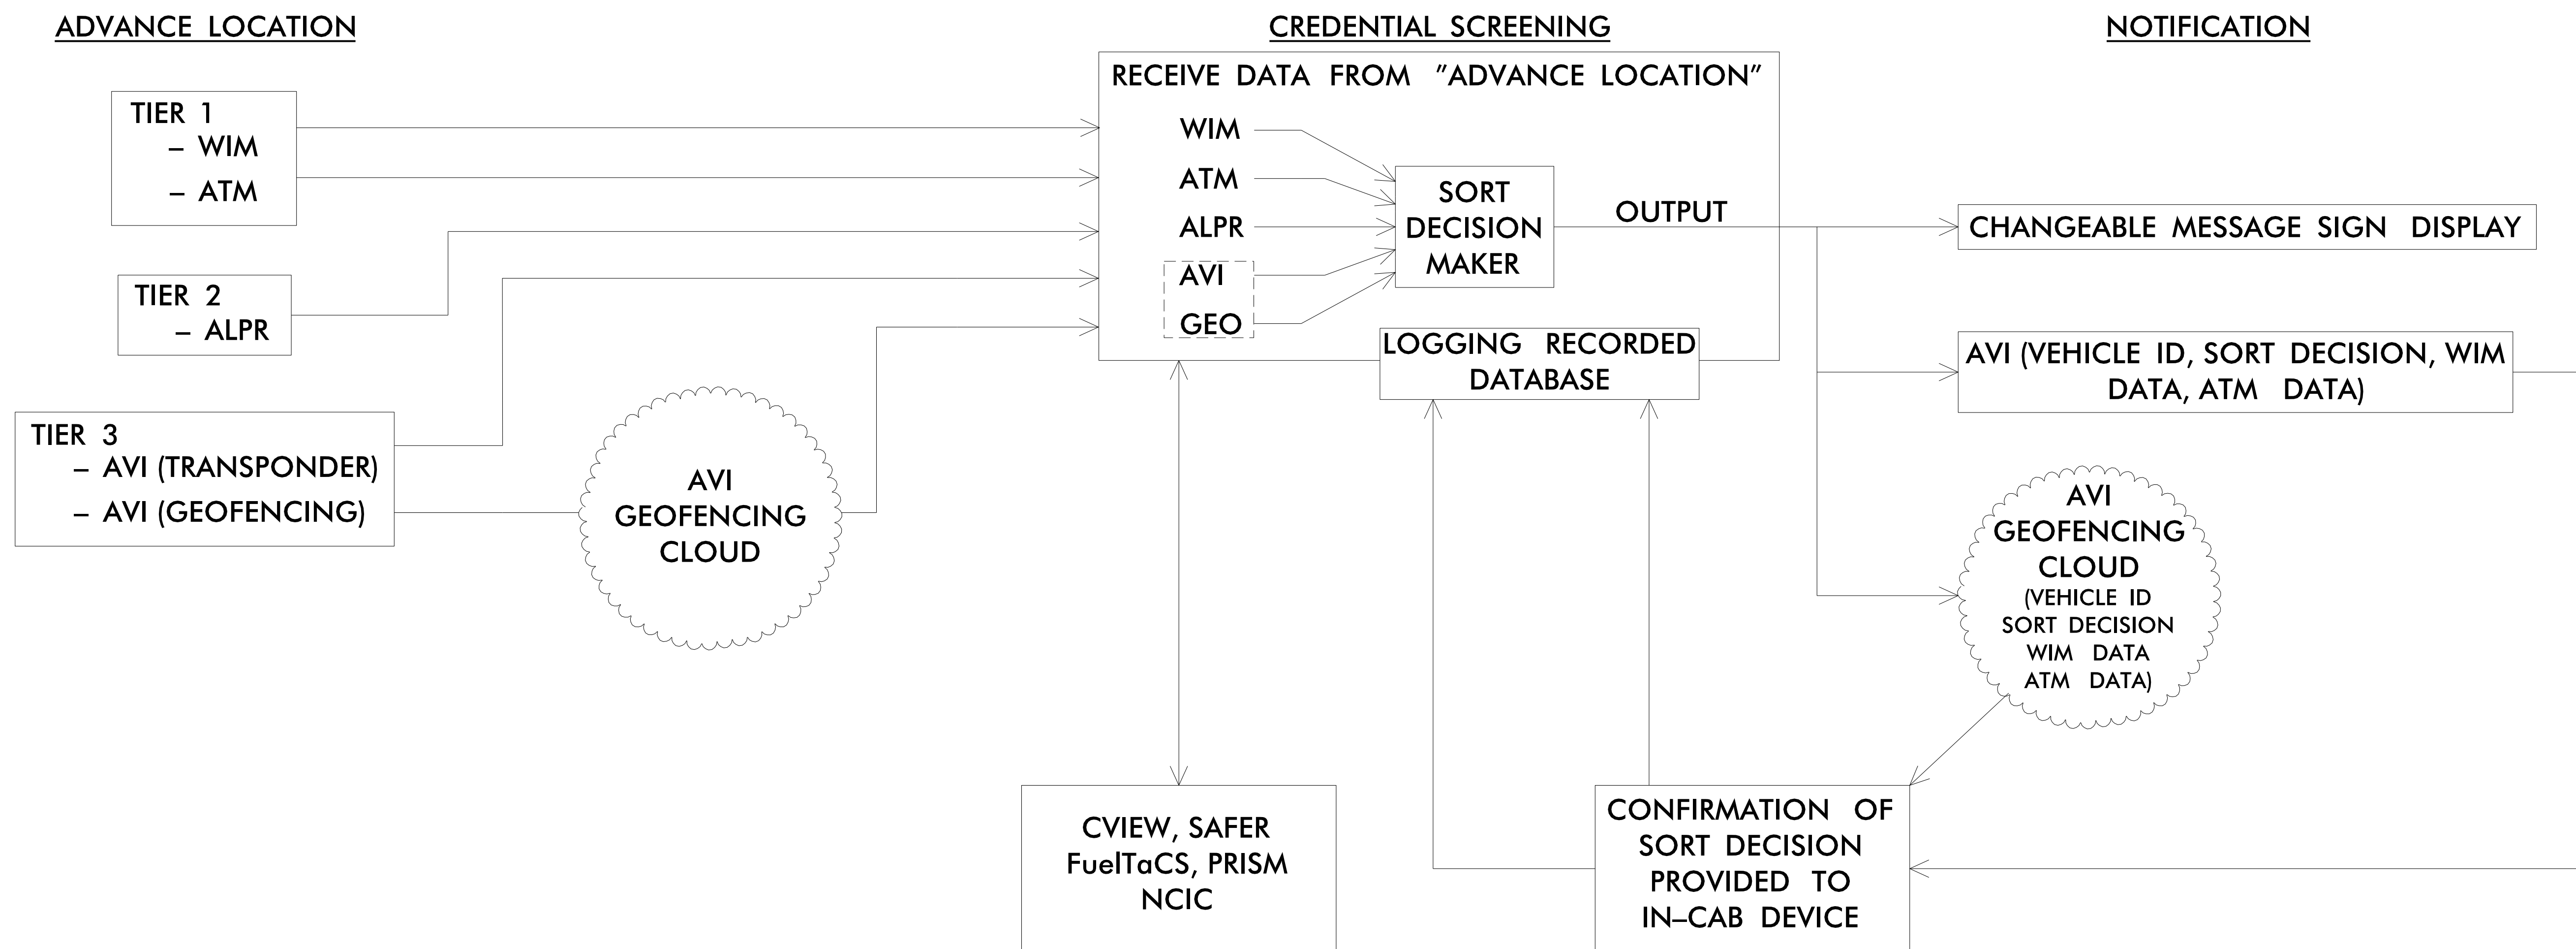 ADVANCE LOCATION
TIER 1
– WIM
– ATM
TIER 2
– ALPR
TIER 3
– AVI (TRANSPONDER)
– AVI (GEOFENCING)
AVI
GEOFENCING
CLOUD
CREDENTIAL SCREENING
RECEIVE DATA FROM "ADVANCE LOCATION"
WIM
ATM
ALPR
AVI
GEO
SORT
DECISION
MAKER
OUTPUT
LOGGING RECORDED
DATABASE
CVIEW, SAFER
FuelTaCS, PRISM
NCIC
CONFIRMATION OF
SORT DECISION
PROVIDED TO
IN–CAB DEVICE
NOTIFICATION
CHANGEABLE MESSAGE SIGN DISPLAY
AVI (VEHICLE ID, SORT DECISION, WIM
DATA, ATM DATA)
AVI
GEOFENCING
CLOUD
(VEHICLE ID
SORT DECISION
WIM DATA
ATM DATA)